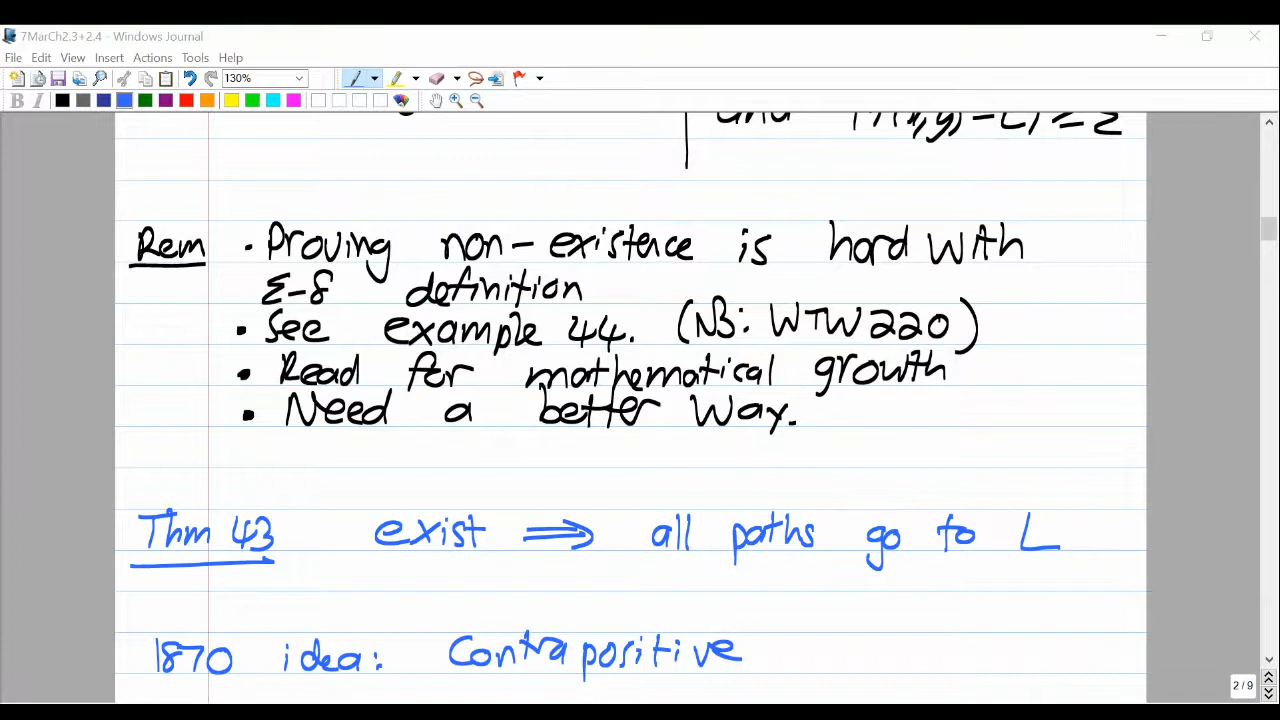 7MarCh2.3+2.4 - Windows Journal
File Edit View Insert Actions Tools Help
130%
B I
and |f(x,y)-L| ≥ ε
Rem • Proving non-existence is hard with
ε-δ definition
• See example 44. (NB: WTW220)
• Read for mathematical growth
• Need a better way.
Thm 43 exist ⟹ all paths go to L
1870 idea: Contrapositive
2 / 9